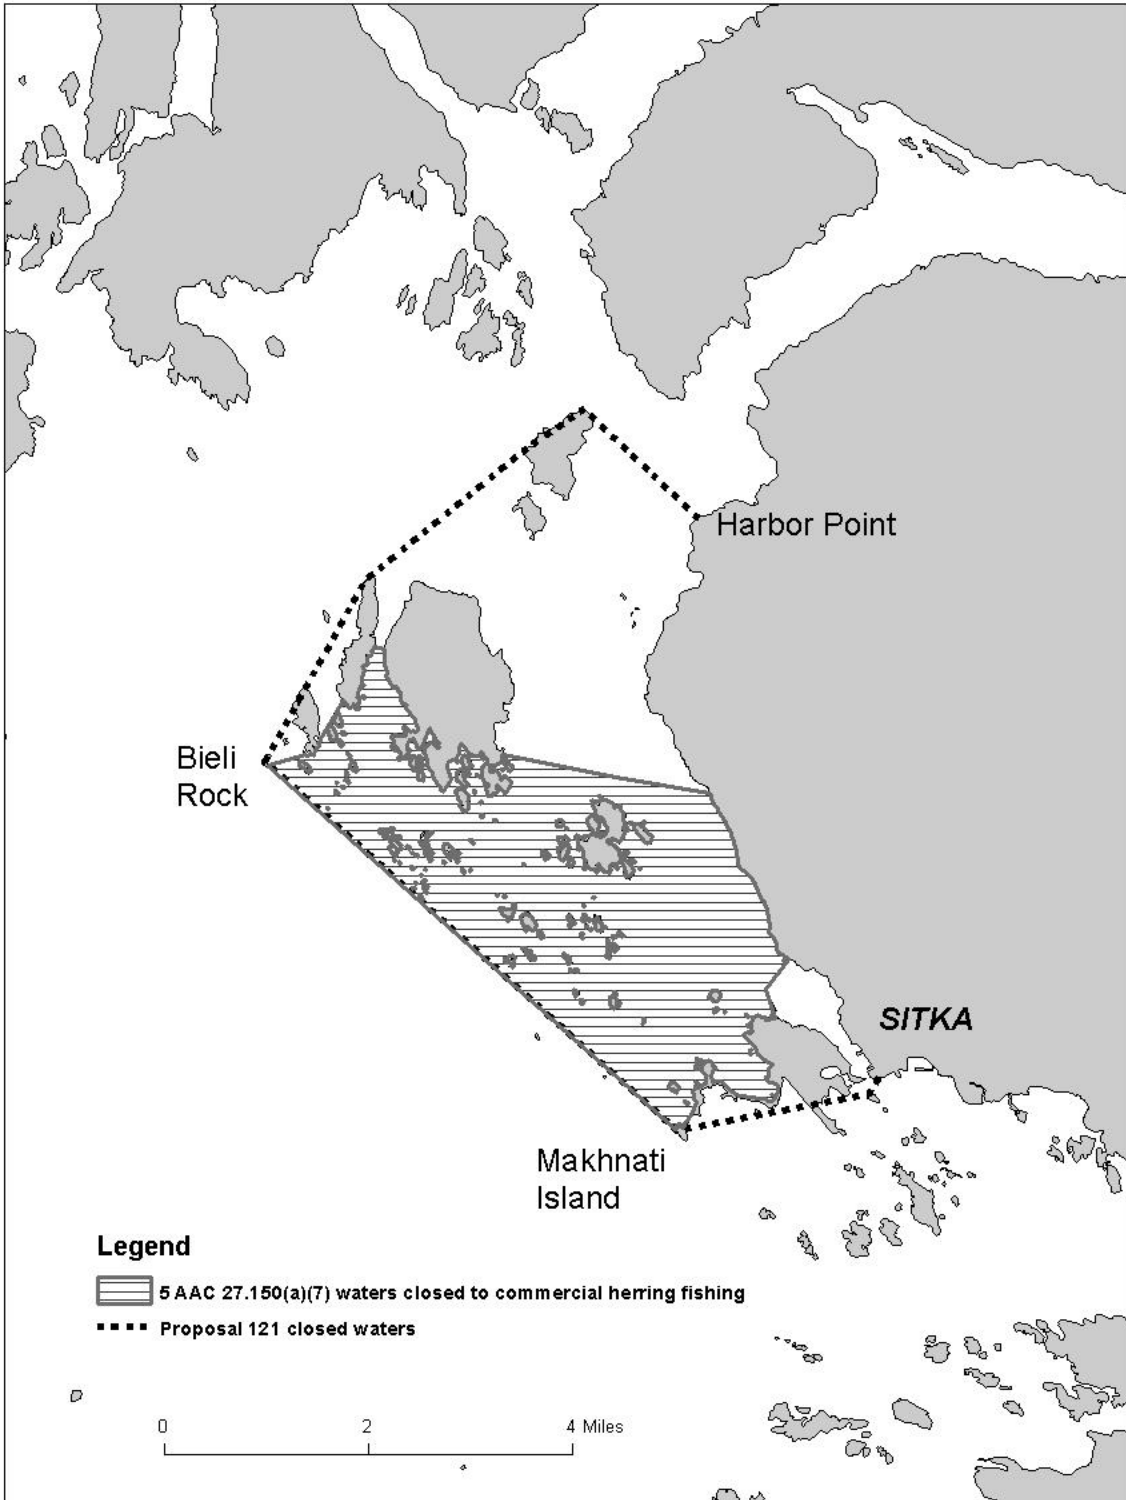 Harbor Point
Bieli
Rock
SITKA
Makhnati
Island
Legend
5 AAC 27.150(a)(7) waters closed to commercial herring fishing
Proposal 121 closed waters
0 2 4 Miles